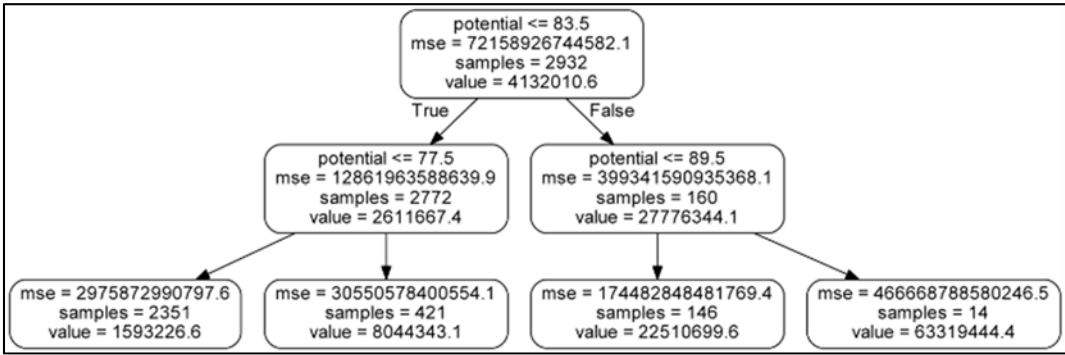 potential <= 83.5
mse = 72158926744582.1
samples = 2932
value = 4132010.6
True
False
potential <= 77.5
mse = 12861963588639.9
samples = 2772
value = 2611667.4
potential <= 89.5
mse = 399341590935368.1
samples = 160
value = 27776344.1
mse = 2975872990797.6
samples = 2351
value = 1593226.6
mse = 30550578400554.1
samples = 421
value = 8044343.1
mse = 174482848481769.4
samples = 146
value = 22510699.6
mse = 466668788580246.5
samples = 14
value = 63319444.4